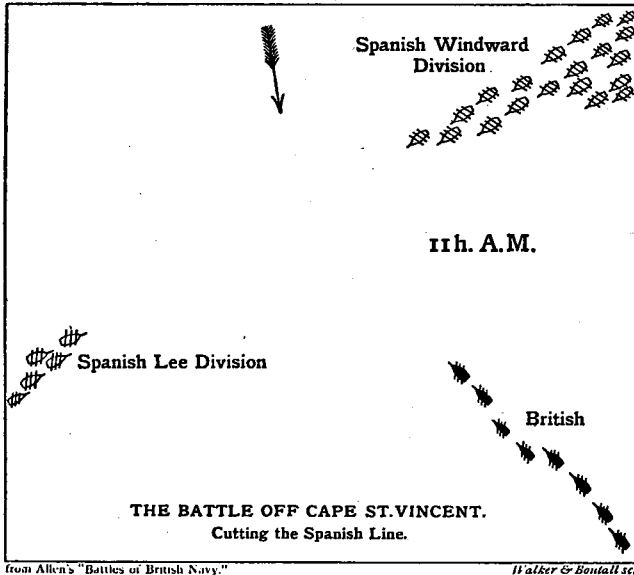 Spanish Windward
Division
11h. A.M.
Spanish Lee Division
British
THE BATTLE OFF CAPE ST. VINCENT.
Cutting the Spanish Line.
from Allen's "Battles of British Navy."
Walker & Boutall sc